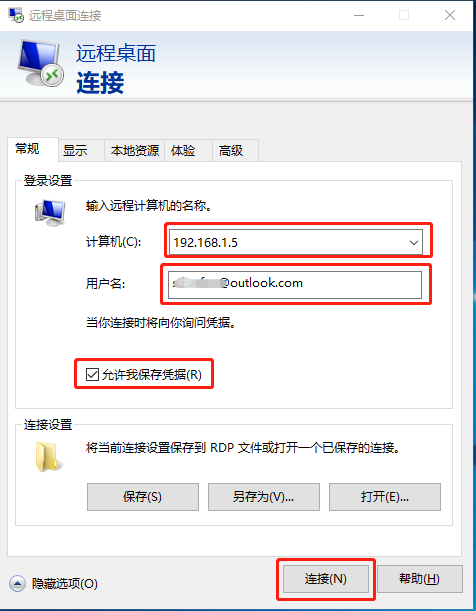 远程桌面连接
远程桌面
连接
常规 显示 本地资源 体验 高级
登录设置
输入远程计算机的名称。
计算机(C): 192.168.1.5
用户名: @outlook.com
当你连接时将向你询问凭据。
允许我保存凭据(R)
连接设置
将当前连接设置保存到 RDP 文件或打开一个已保存的连接。
保存(S) 另存为(V)... 打开(E)...
隐藏选项(O) 连接(N) 帮助(H)